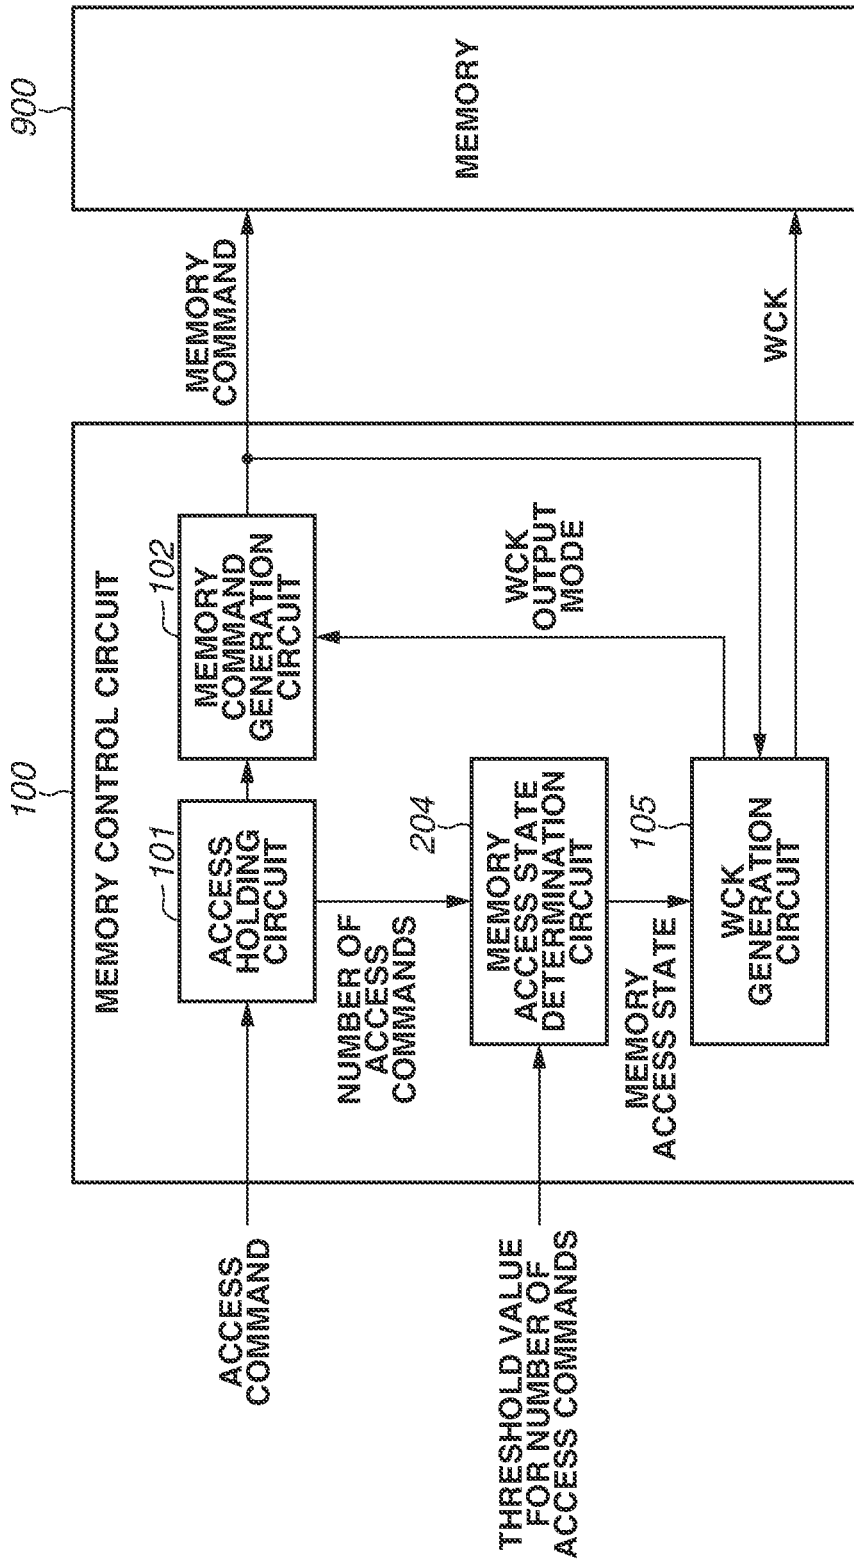 100
MEMORY CONTROL CIRCUIT
900
ACCESS
COMMAND
101
ACCESS
HOLDING
CIRCUIT
102
MEMORY
COMMAND
GENERATION
CIRCUIT
MEMORY
COMMAND
MEMORY
NUMBER OF
ACCESS
COMMANDS
WCK
OUTPUT
MODE
THRESHOLD VALUE
FOR NUMBER OF
ACCESS COMMANDS
204
MEMORY
ACCESS STATE
DETERMINATION
CIRCUIT
MEMORY
ACCESS STATE
105
WCK
GENERATION
CIRCUIT
WCK